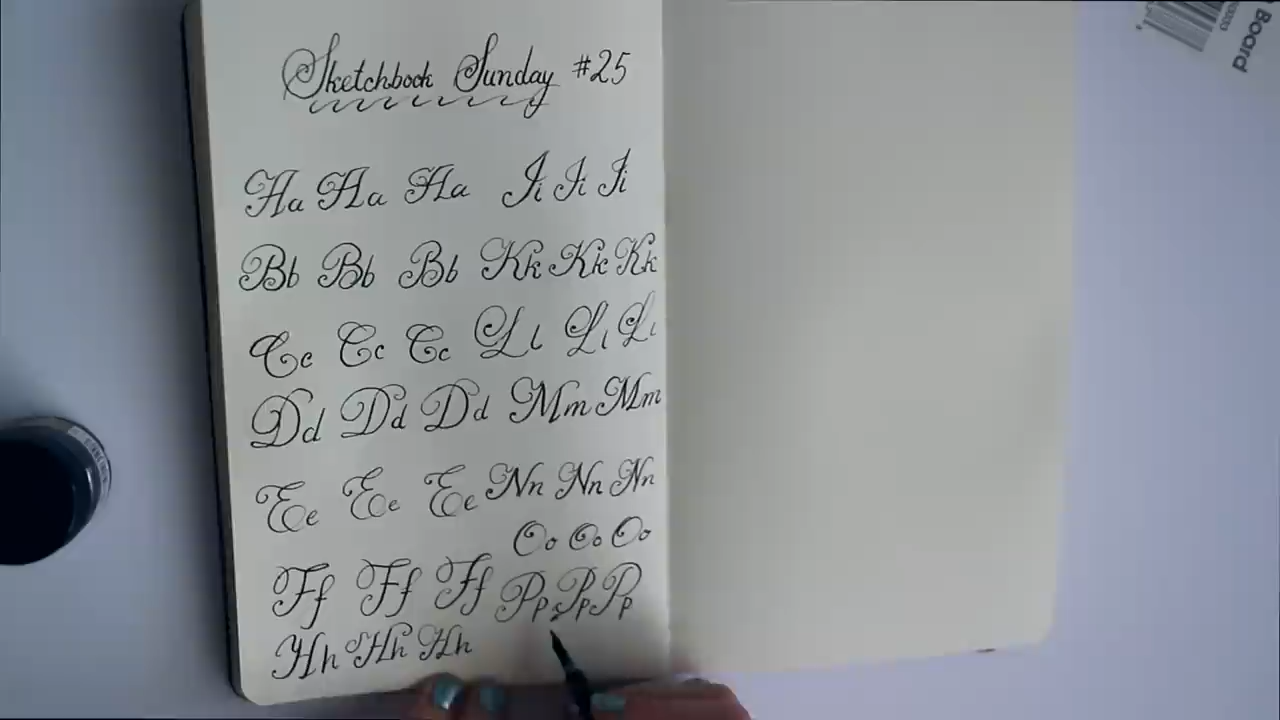 Sketchbook Sunday #25
Aa Aa Aa Ii Ii Ii
Bb Bb Bb Kk Kk Kk
Cc Cc Cc Ll Ll Ll
Dd Dd Dd Mm Mm
Ee Ee Ee Nn Nn Nn
Oo Oo Oo
Ff Ff Ff Pp Pp Pp
Hh Hh Hh
Board